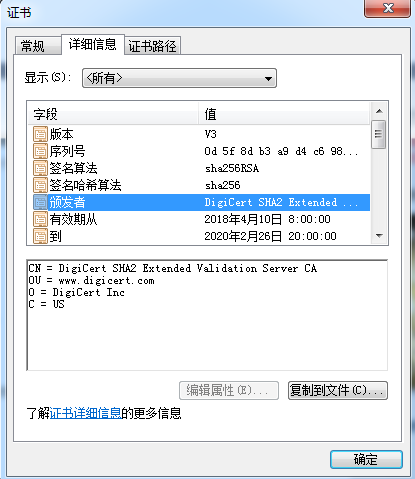 证书
常规 详细信息 证书路径
显示(S): <所有>
字段 值
版本 V3
序列号 0d 5f 8d b3 a9 d4 c6 98...
签名算法 sha256RSA
签名哈希算法 sha256
颁发者 DigiCert SHA2 Extended ...
有效期从 2018年4月10日 8:00:00
到 2020年2月26日 20:00:00
CN = DigiCert SHA2 Extended Validation Server CA
OU = www.digicert.com
O = DigiCert Inc
C = US
编辑属性(E)... 复制到文件(C)...
了解证书详细信息的更多信息
确定